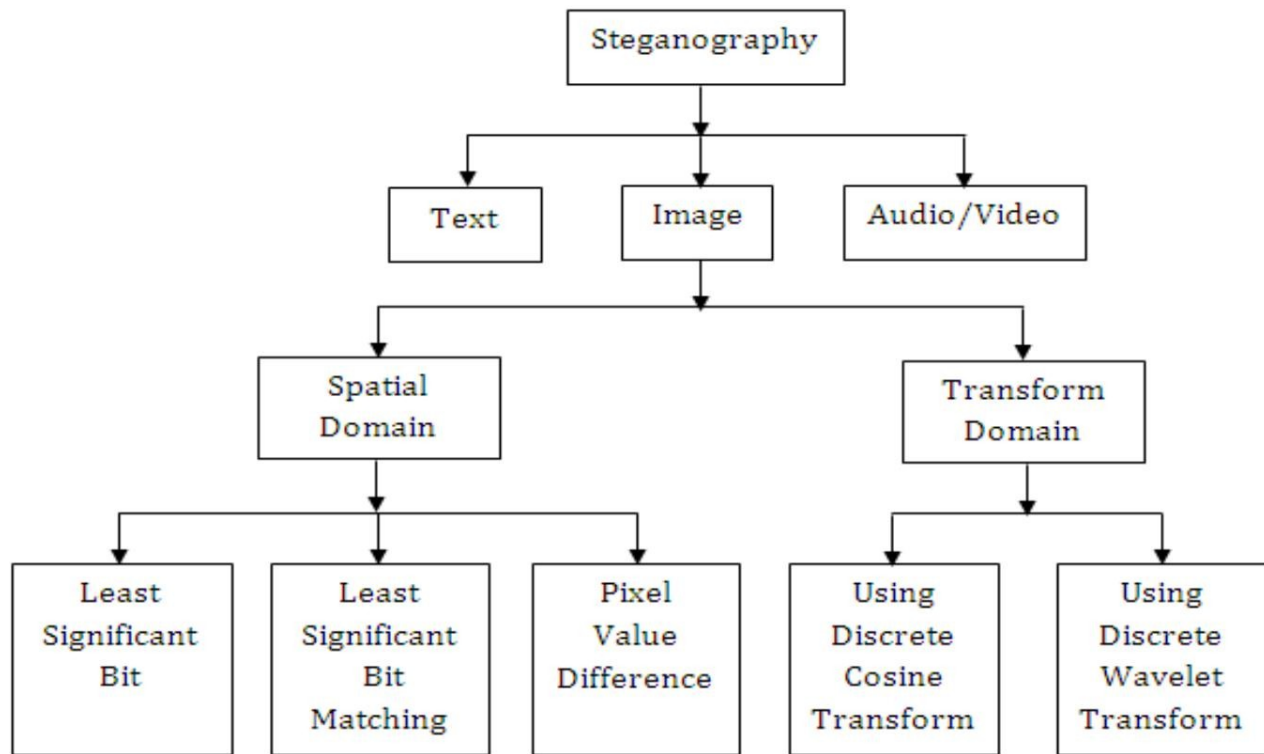 Steganography
Text
Image
Audio/Video
Spatial
Domain
Transform
Domain
Least
Significant
Bit
Least
Significant
Bit
Matching
Pixel
Value
Difference
Using
Discrete
Cosine
Transform
Using
Discrete
Wavelet
Transform